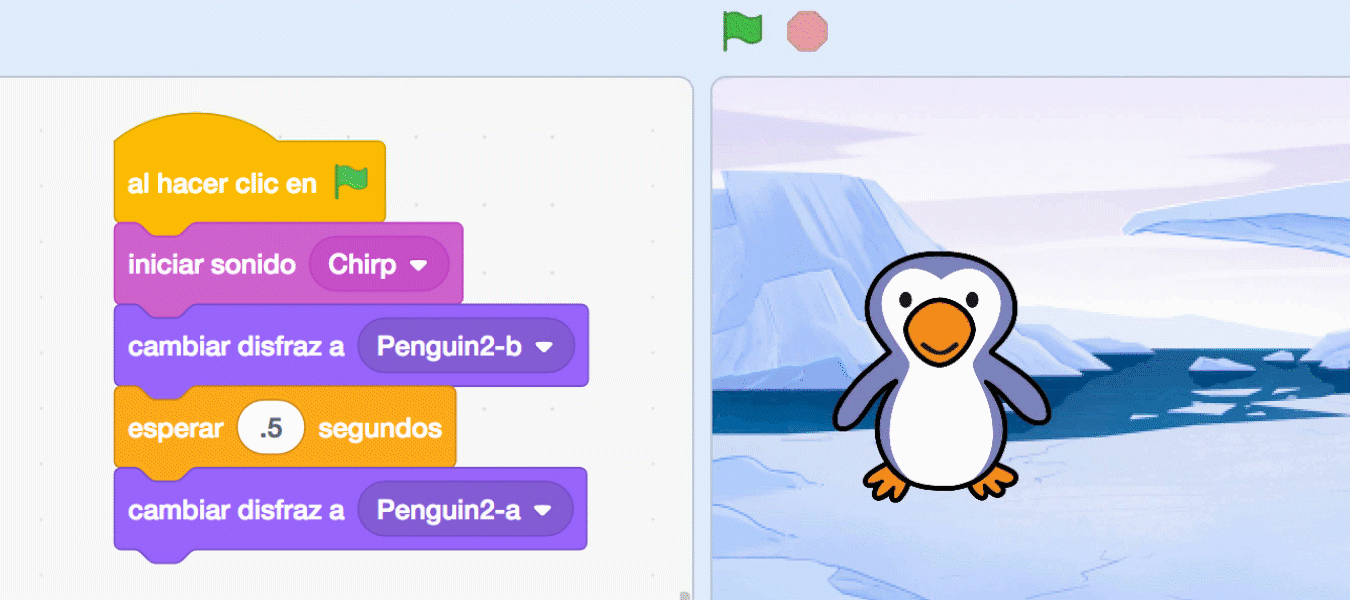 al hacer clic en
iniciar sonido Chirp
cambiar disfraz a Penguin2-b
esperar .5 segundos
cambiar disfraz a Penguin2-a